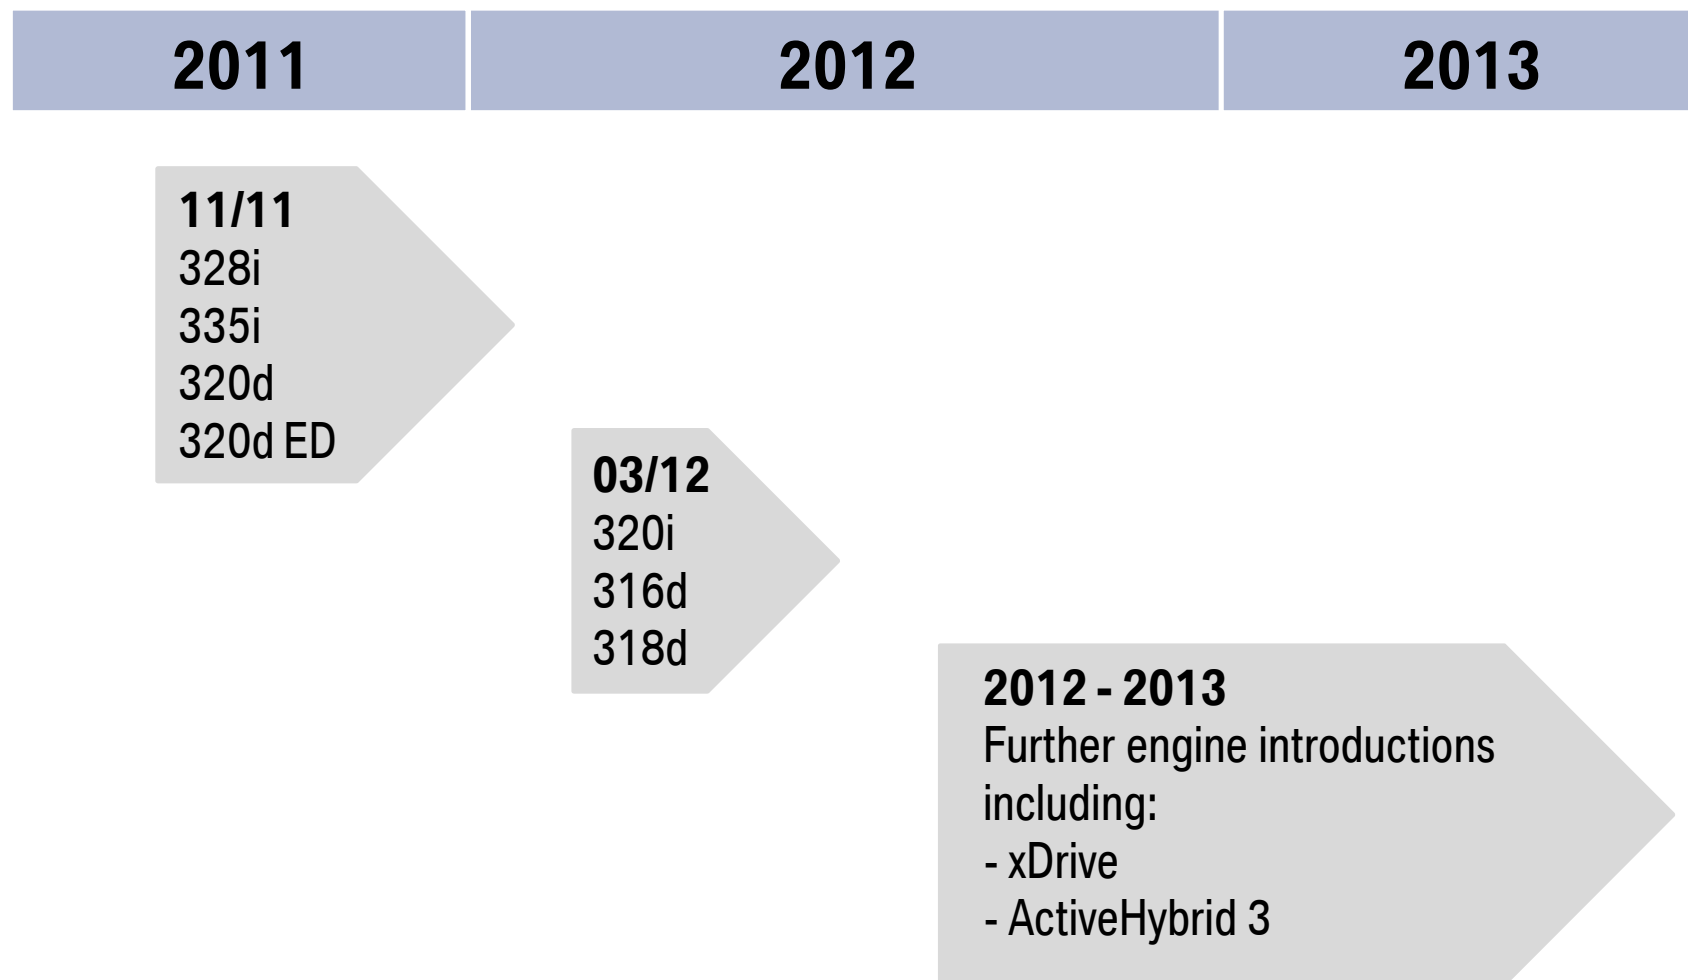 2011
2012
2013
11/11
328i
335i
320d
320d ED
03/12
320i
316d
318d
2012 - 2013
Further engine introductions
including:
- xDrive
- ActiveHybrid 3